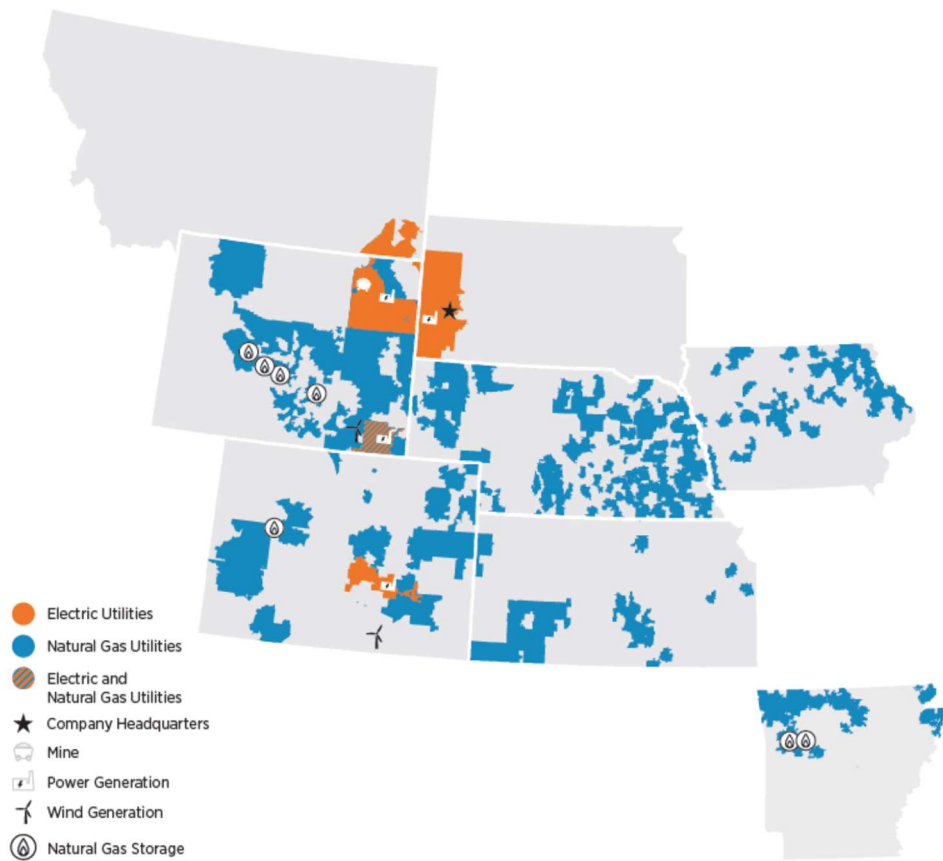 Electric Utilities
Natural Gas Utilities
Electric and
Natural Gas Utilities
Company Headquarters
Mine
Power Generation
Wind Generation
Natural Gas Storage